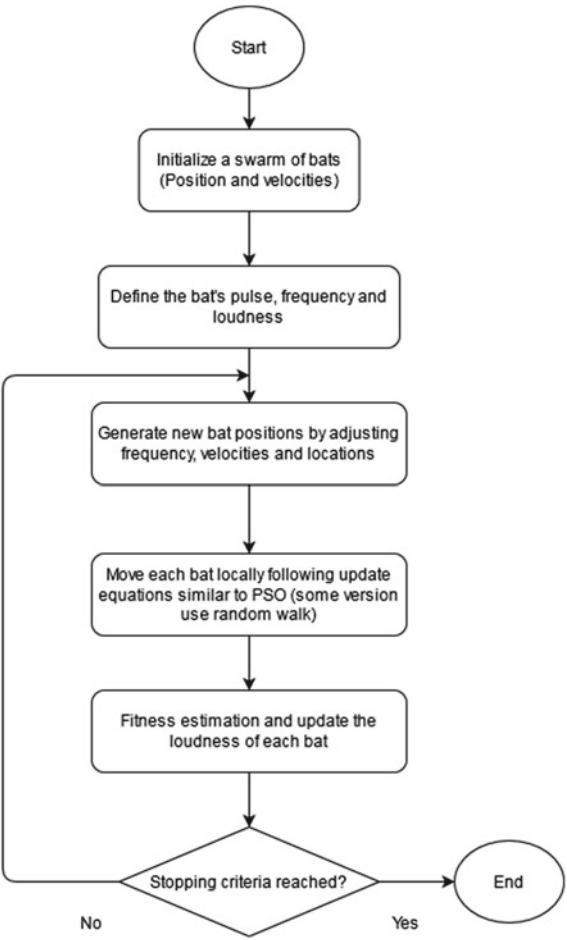 Start
Initialize a swarm of bats
(Position and velocities)
Define the bat's pulse, frequency and
loudness
Generate new bat positions by adjusting
frequency, velocities and locations
Move each bat locally following update
equations similar to PSO (some version
use random walk)
Fitness estimation and update the
loudness of each bat
Stopping criteria reached?
End
No
Yes